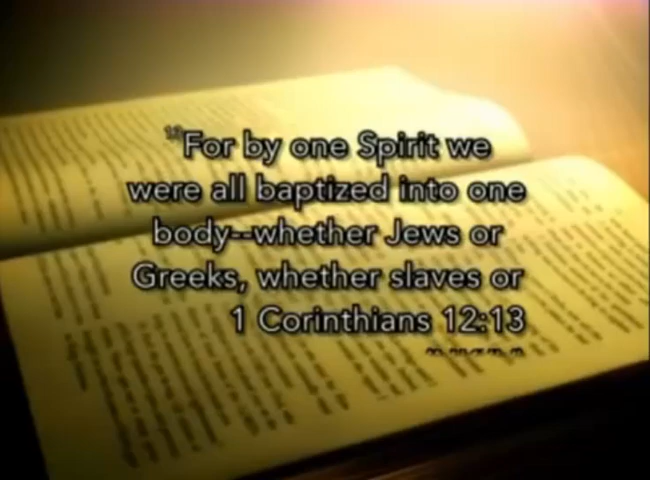 13For by one Spirit we
were all baptized into one
body--whether Jews or
Greeks, whether slaves or
1 Corinthians 12:13